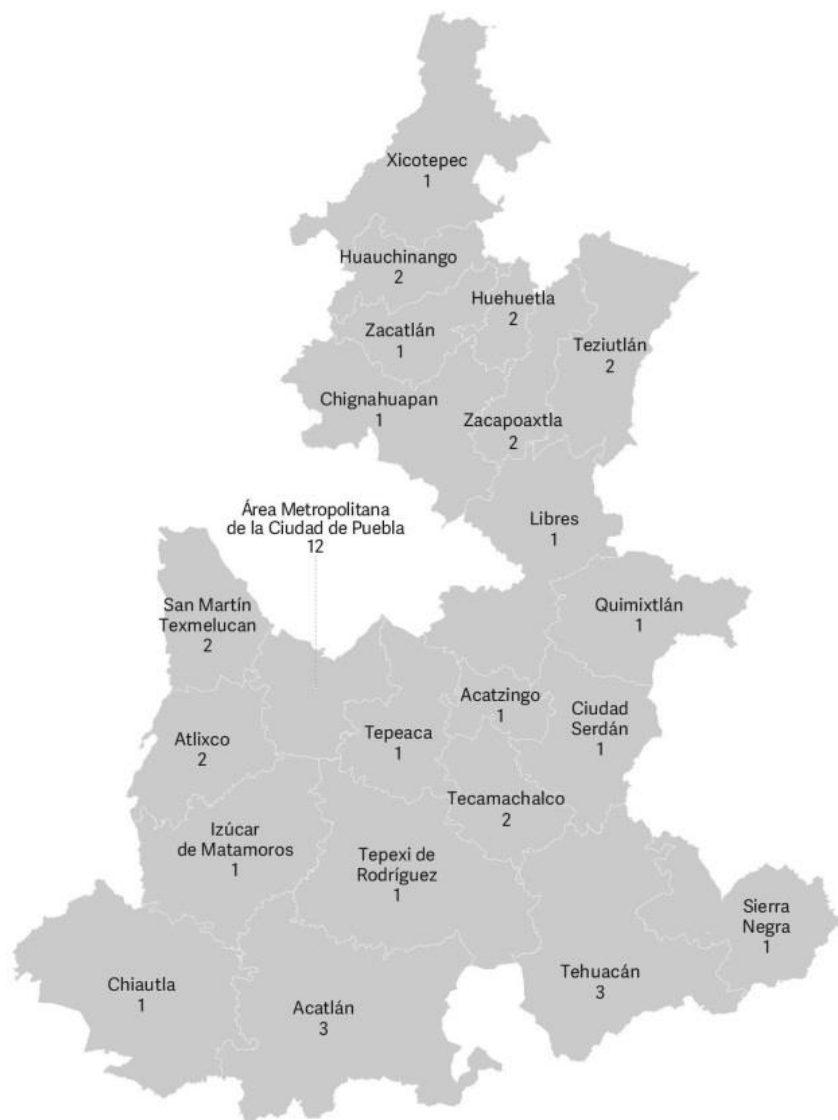 Xicotepec
1
Huauchinango
2
Huehuetla
2
Zacatlán
1
Teziutlán
2
Chignahuapan
1
Zacapoaxtla
2
Área Metropolitana
de la Ciudad de Puebla
12
Libres
1
San Martín
Texmelucan
2
Quimixtlán
1
Acatzingo
1
Ciudad
Serdán
1
Atlixco
2
Tepeaca
1
Tecamachalco
2
Izúcar
de Matamoros
1
Tepexi de
Rodríguez
1
Sierra
Negra
1
Tehuacán
3
Chiautla
1
Acatlán
3